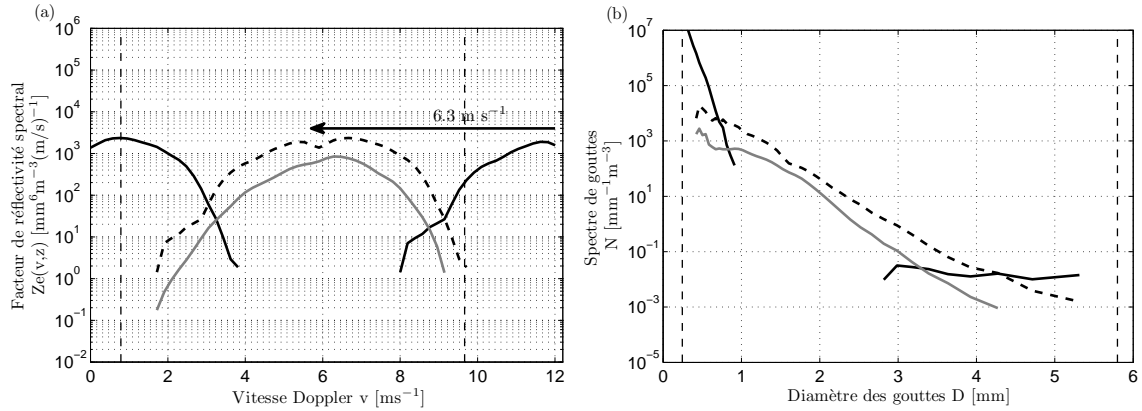 (a)
10^6
10^5
10^4
10^3
10^2
10^1
10^0
10^-1
10^-2
Facteur de réflectivité spectral
Ze(v,z) [mm^6m^-3(m/s)^-1]
6.3 m s^-1
0 2 4 6 8 10 12
Vitesse Doppler v [ms^-1]
(b)
10^7
10^5
10^3
10^1
10^-1
10^-3
10^-5
Spectre de gouttes
N [mm^-1m^-3]
0 1 2 3 4 5 6
Diamètre des gouttes D [mm]